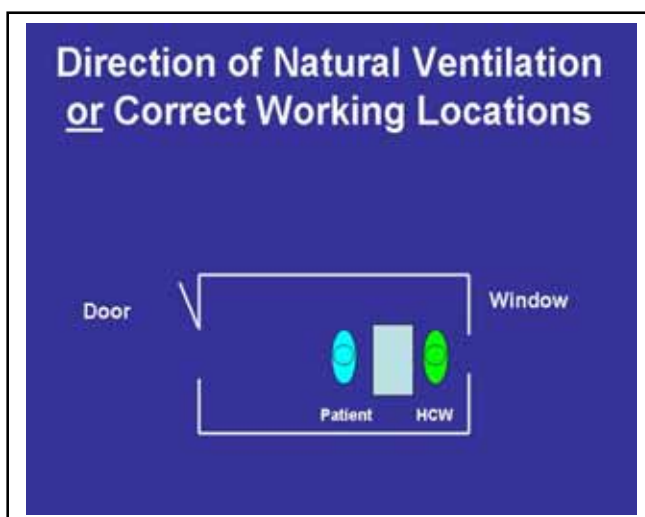 Direction of Natural Ventilation
or Correct Working Locations
Door
Window
Patient
HCW